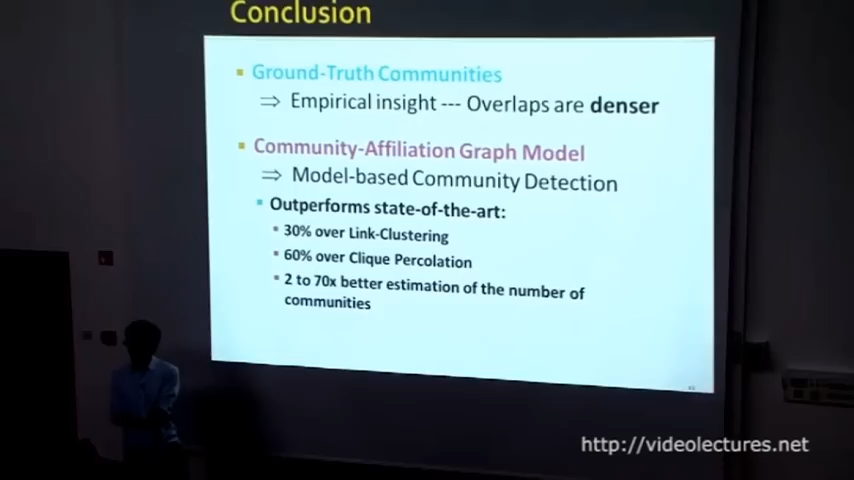 Conclusion
Ground-Truth Communities
⇒ Empirical insight --- Overlaps are denser
Community-Affiliation Graph Model
⇒ Model-based Community Detection
Outperforms state-of-the-art:
30% over Link-Clustering
60% over Clique Percolation
2 to 70x better estimation of the number of
communities
http://videolectures.net